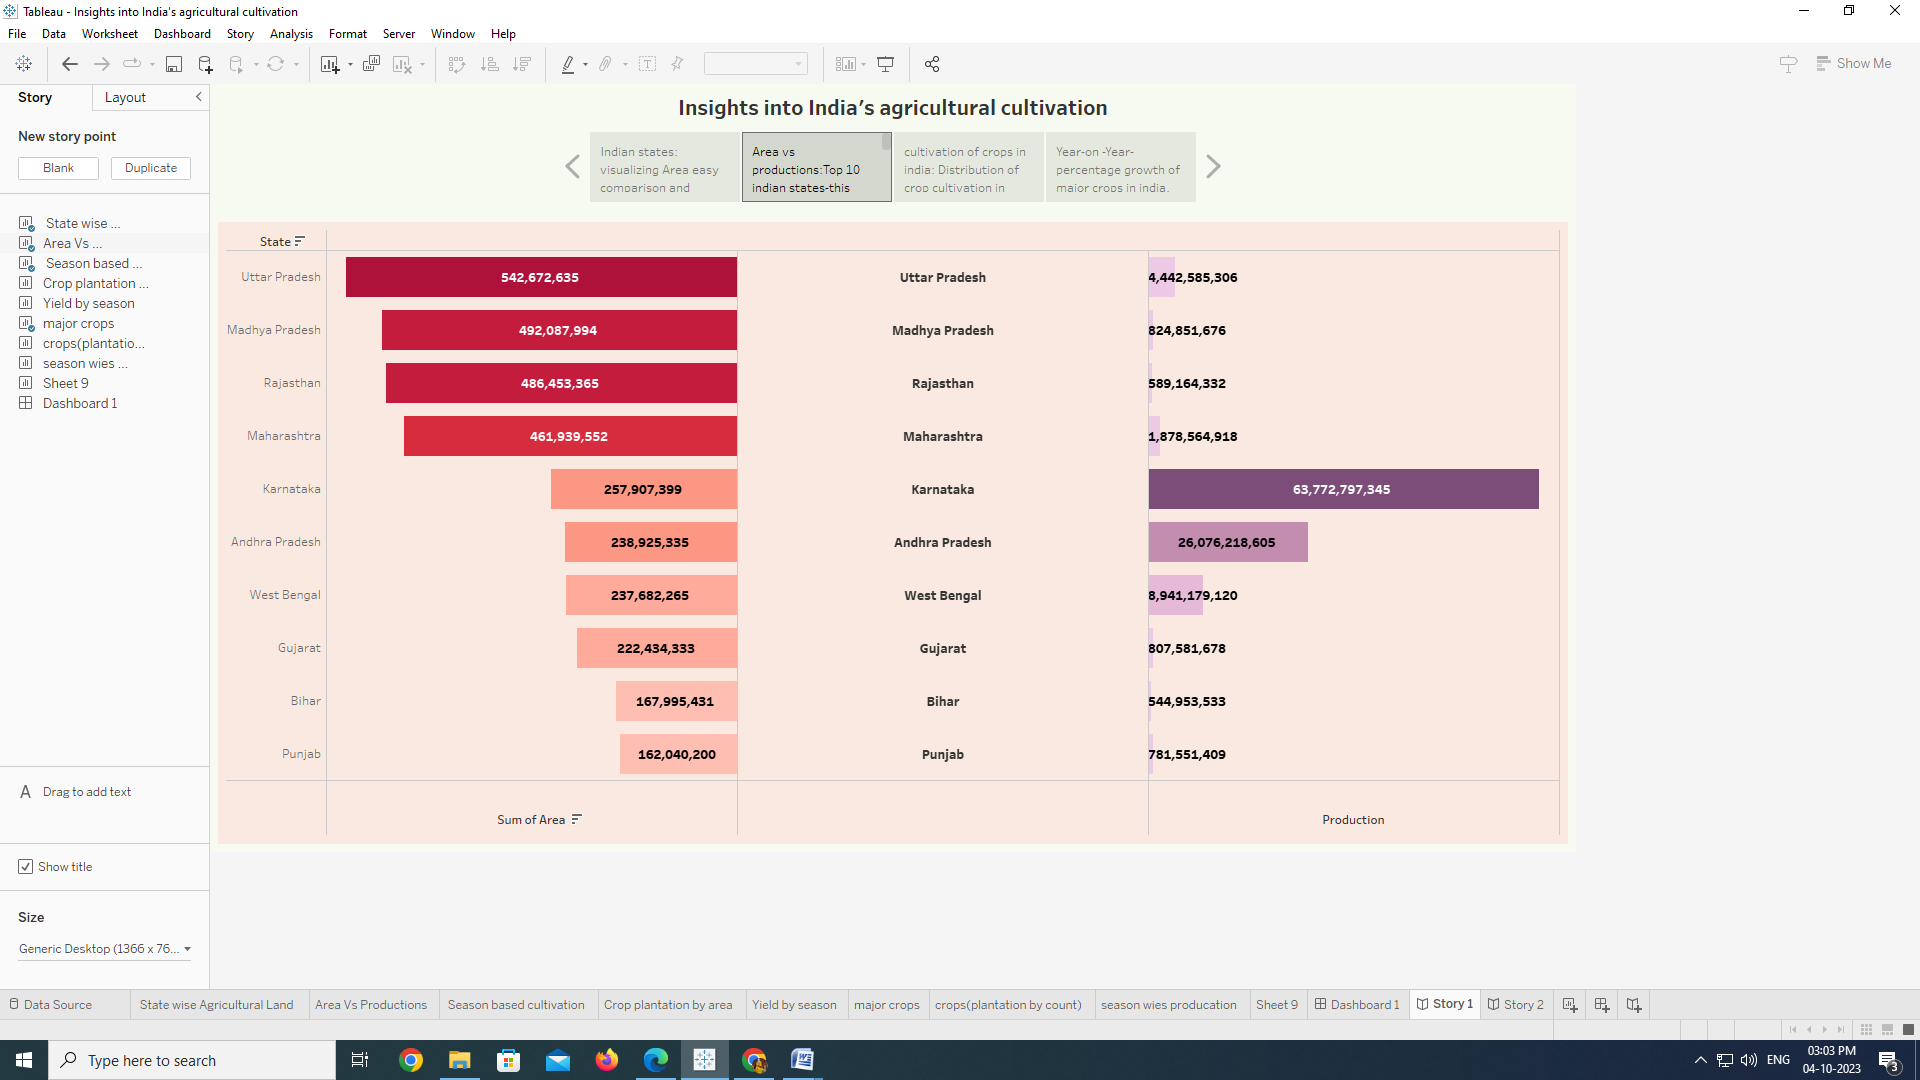 Tableau - Insights into India's agricultural cultivation
File Data Worksheet Dashboard Story Analysis Format Server Window Help
Show Me
Story Layout
New story point
Blank Duplicate
State wise ...
Area Vs ...
Season based ...
Crop plantation ...
Yield by season
major crops
crops(plantatio...
season wies ...
Sheet 9
Dashboard 1
A Drag to add text
Show title
Size
Generic Desktop (1366 x 76...
Insights into India’s agricultural cultivation
Indian states:
visualizing Area easy
comparison and
Area vs
productions:Top 10
indian states-this
cultivation of crops in
india: Distribution of
crop cultivation in
Year-on -Year-
percentage growth of
major crops in india.
State
Uttar Pradesh 542,672,635 Uttar Pradesh 4,442,585,306
Madhya Pradesh 492,087,994 Madhya Pradesh 824,851,676
Rajasthan 486,453,365 Rajasthan 589,164,332
Maharashtra 461,939,552 Maharashtra 1,878,564,918
Karnataka 257,907,399 Karnataka 63,772,797,345
Andhra Pradesh 238,925,335 Andhra Pradesh 26,076,218,605
West Bengal 237,682,265 West Bengal 8,941,179,120
Gujarat 222,434,333 Gujarat 807,581,678
Bihar 167,995,431 Bihar 544,953,533
Punjab 162,040,200 Punjab 781,551,409
Sum of Area Production
Data Source State wise Agricultural Land Area Vs Productions Season based cultivation Crop plantation by area Yield by season major crops crops(plantation by count) season wies producation Sheet 9 Dashboard 1 Story 1 Story 2
Type here to search
ENG
03:03 PM
04-10-2023
3